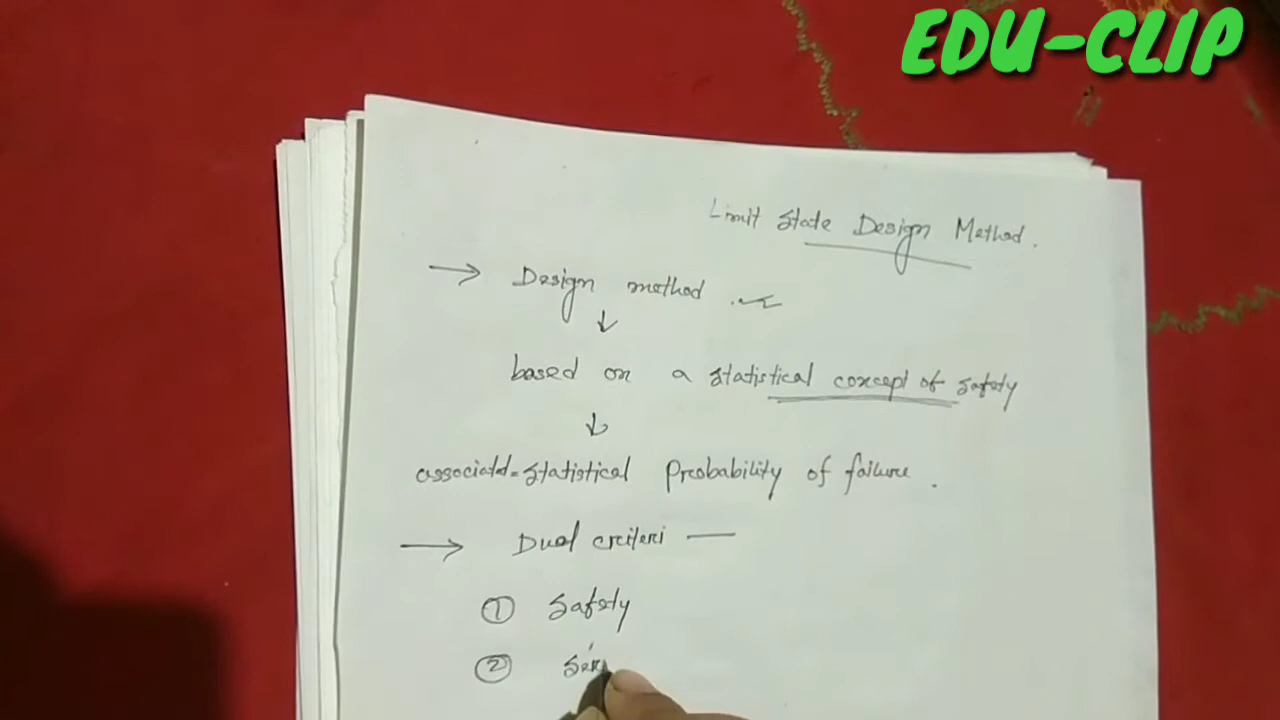 EDU-CLIP
Limit State Design Method.
→ Design method.
↓
based on a statistical concept of safety
↓
associatd = statistical Probability of failure.
→ Dual criteri —
① Safety
②